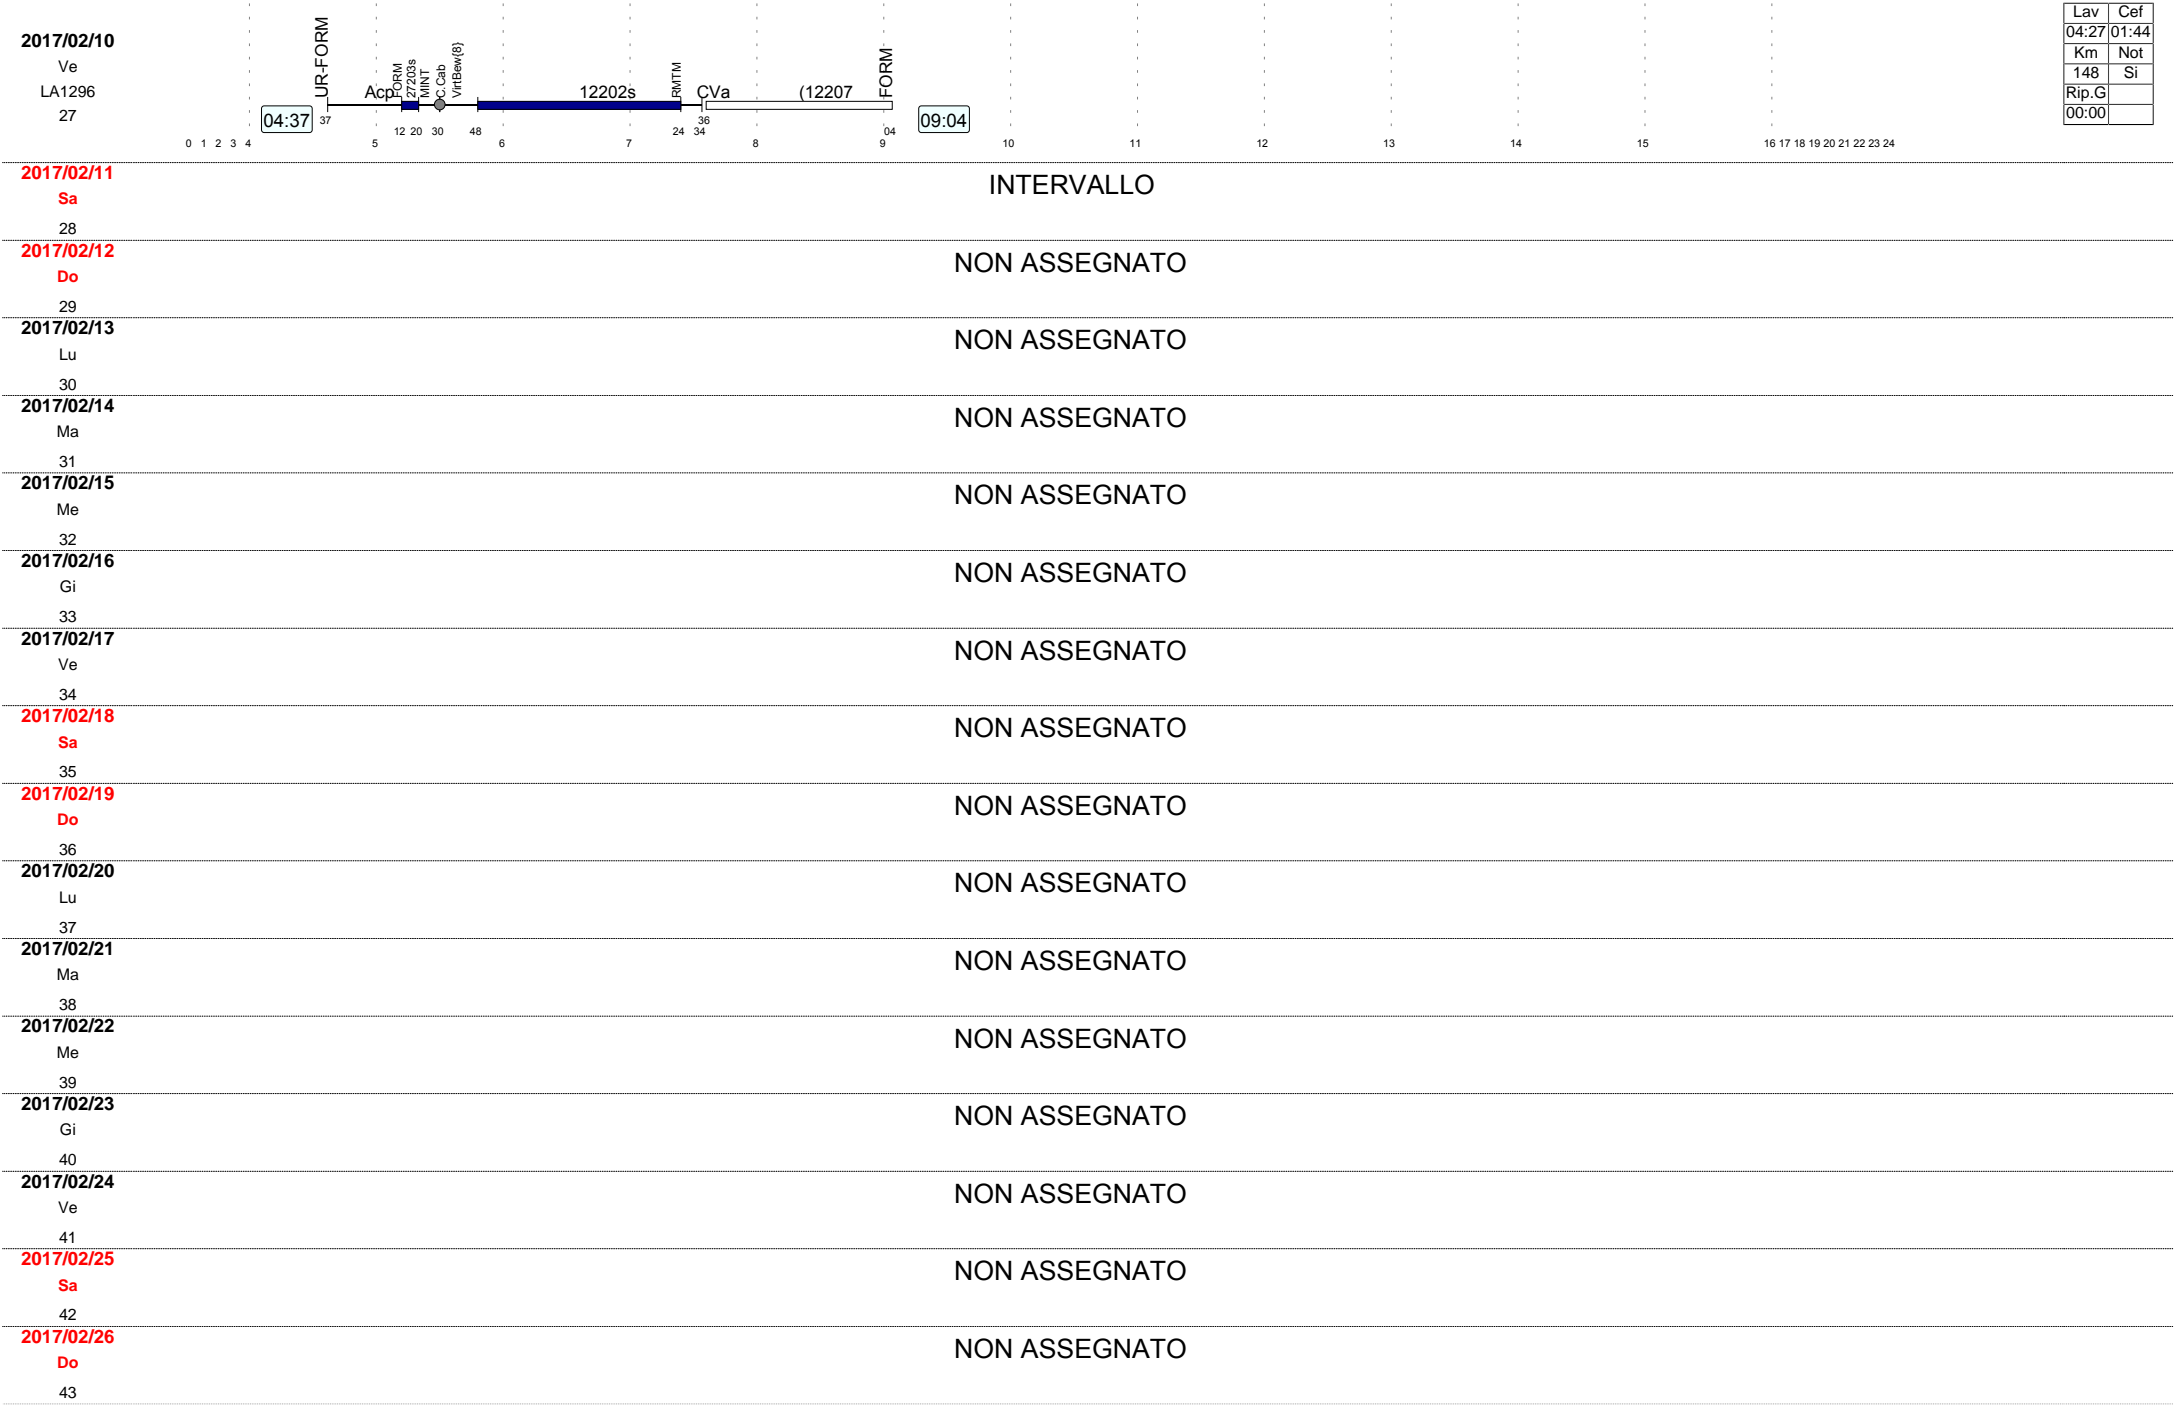 2017/02/10
Ve
LA1296
27
04:37
UR-FORM
37
Acp
FORM
27203s
MINT
C.Cab
VirtBew{8}
12 20 30 48
12202s
RMTM
24 34
CVa
36
(12207
FORM
04
09:04
Lav Cef
04:27 01:44
Km Not
148 Si
Rip.G
00:00
0 1 2 3 4 5 6 7 8 9 10 11 12 13 14 15 16 17 18 19 20 21 22 23 24
2017/02/11
Sa
28
INTERVALLO
2017/02/12
Do
29
NON ASSEGNATO
2017/02/13
Lu
30
NON ASSEGNATO
2017/02/14
Ma
31
NON ASSEGNATO
2017/02/15
Me
32
NON ASSEGNATO
2017/02/16
Gi
33
NON ASSEGNATO
2017/02/17
Ve
34
NON ASSEGNATO
2017/02/18
Sa
35
NON ASSEGNATO
2017/02/19
Do
36
NON ASSEGNATO
2017/02/20
Lu
37
NON ASSEGNATO
2017/02/21
Ma
38
NON ASSEGNATO
2017/02/22
Me
39
NON ASSEGNATO
2017/02/23
Gi
40
NON ASSEGNATO
2017/02/24
Ve
41
NON ASSEGNATO
2017/02/25
Sa
42
NON ASSEGNATO
2017/02/26
Do
43
NON ASSEGNATO